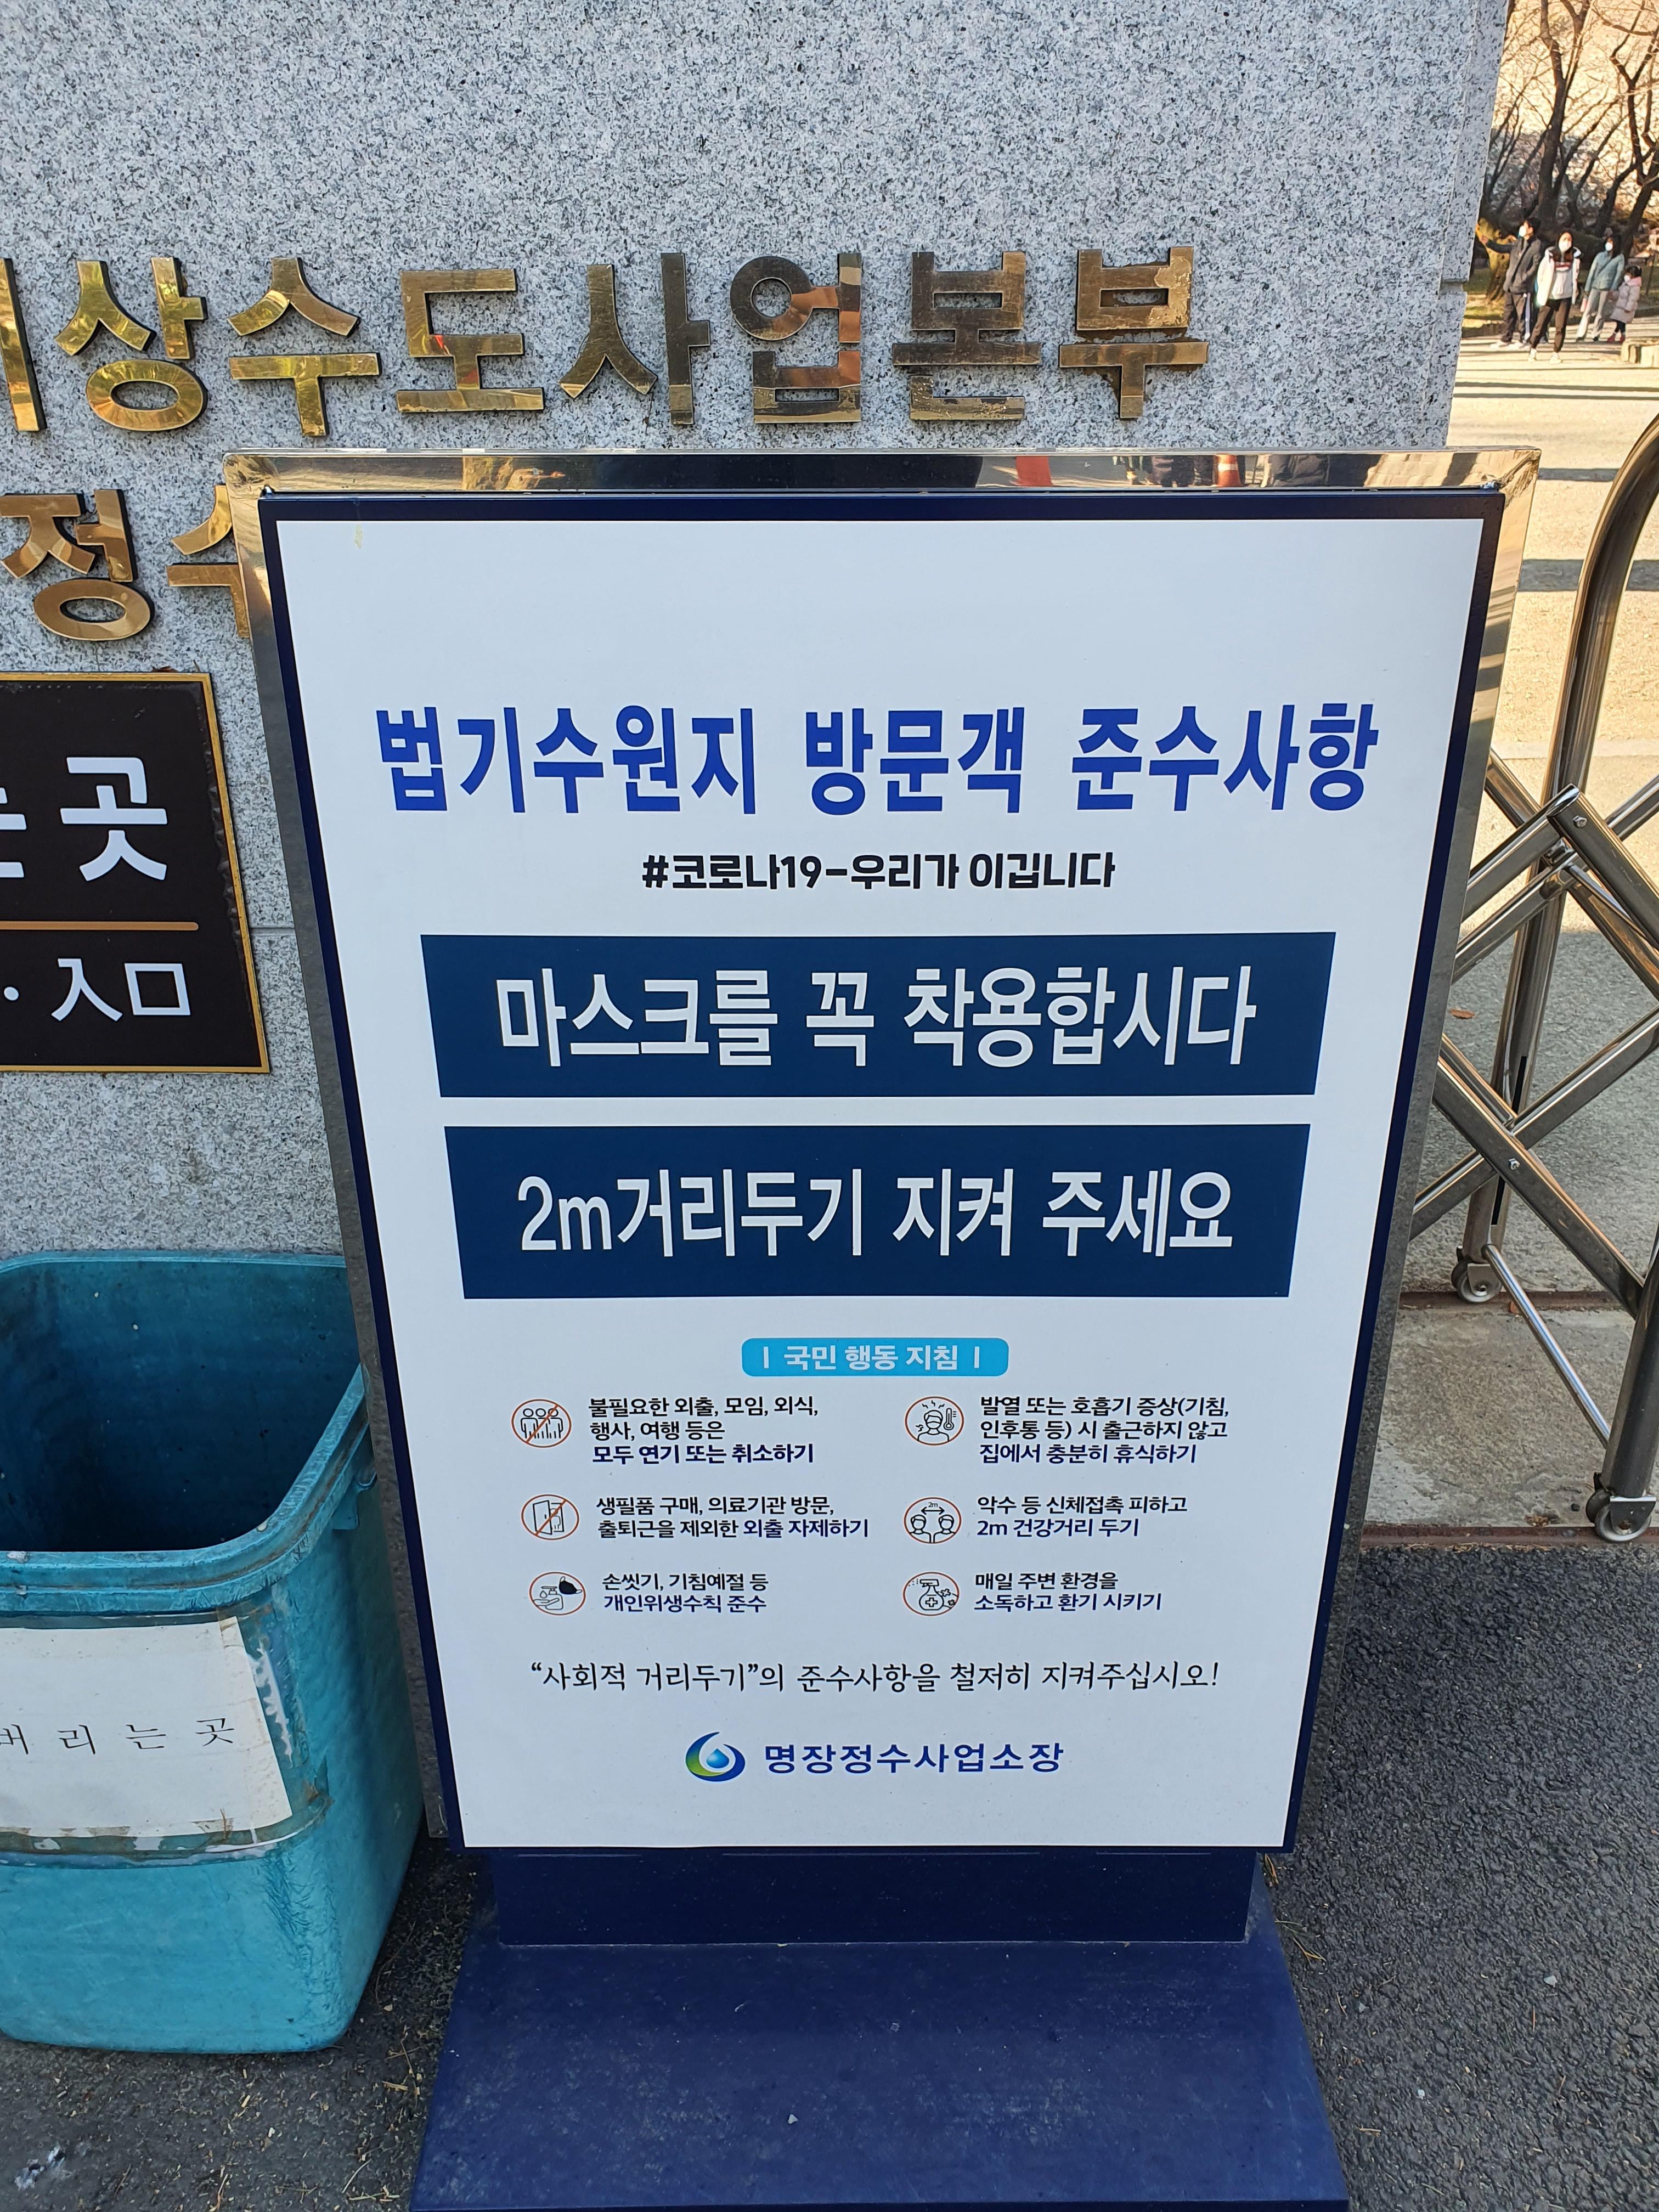 상수도사업본부
정수
곳
법기수원지 방문객 준수사항
#코로나19-우리가 이깁니다
마스크를 꼭 착용합시다
2m거리두기 지켜 주세요
국민 행동 지침
불필요한 외출, 모임, 외식,
행사, 여행 등은
모두 연기 또는 취소하기
발열 또는 호흡기 증상(기침,
인후통 등) 시 출근하지 않고
집에서 충분히 휴식하기
생필품 구매, 의료기관 방문,
출퇴근을 제외한 외출 자제하기
2m
악수 등 신체접촉 피하고
2m 건강거리 두기
손씻기, 기침예절 등
개인위생수칙 준수
매일 주변 환경을
소독하고 환기 시키기
“사회적 거리두기”의 준수사항을 철저히 지켜주십시오!
명장정수사업소장
버리는 곳